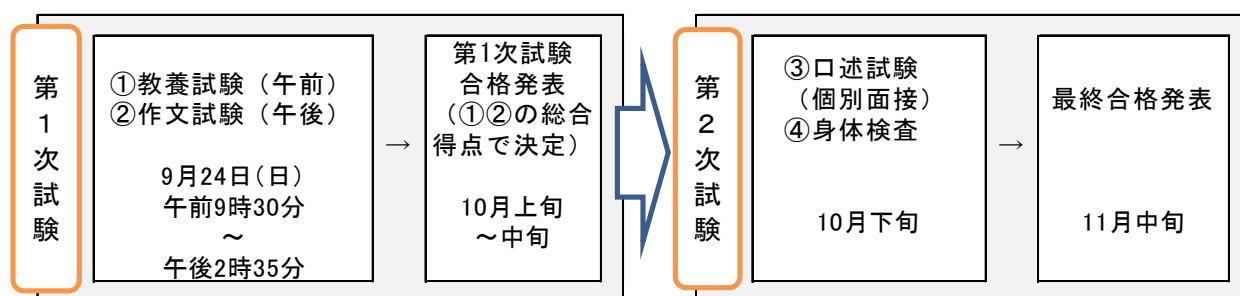 第1次試験
①教養試験（午前）
②作文試験（午後）
9月24日(日)
午前9時30分
～
午後2時35分
→
第1次試験
合格発表
（①②の総合
得点で決定）
10月上旬
～中旬
第2次試験
③口述試験
（個別面接）
④身体検査
10月下旬
→
最終合格発表
11月中旬